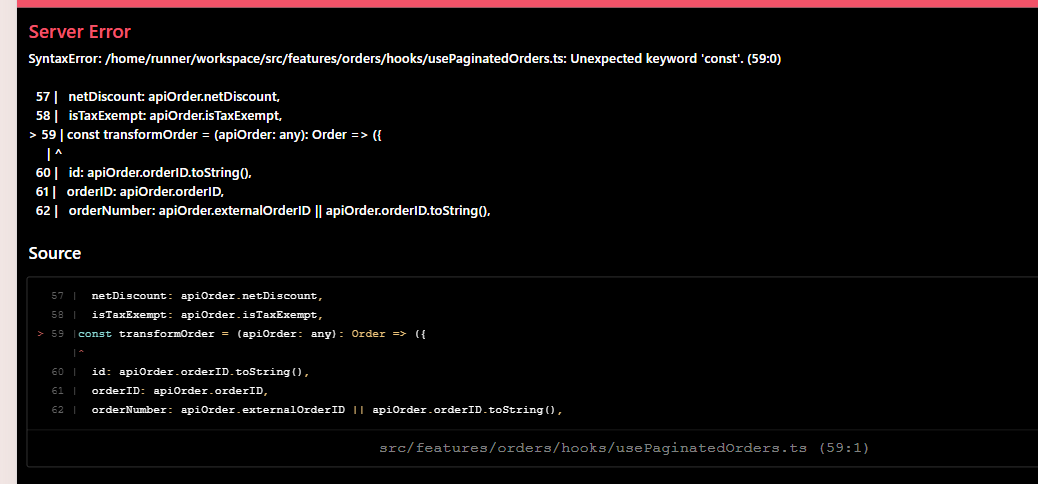 Server Error
SyntaxError: /home/runner/workspace/src/features/orders/hooks/usePaginatedOrders.ts: Unexpected keyword 'const'. (59:0)
57 | netDiscount: apiOrder.netDiscount,
58 | isTaxExempt: apiOrder.isTaxExempt,
> 59 | const transformOrder = (apiOrder: any): Order => ({
| ^
60 | id: apiOrder.orderID.toString(),
61 | orderID: apiOrder.orderID,
62 | orderNumber: apiOrder.externalOrderID || apiOrder.orderID.toString(),
Source
57 | netDiscount: apiOrder.netDiscount,
58 | isTaxExempt: apiOrder.isTaxExempt,
> 59 |const transformOrder = (apiOrder: any): Order => ({
|^
60 | id: apiOrder.orderID.toString(),
61 | orderID: apiOrder.orderID,
62 | orderNumber: apiOrder.externalOrderID || apiOrder.orderID.toString(),
src/features/orders/hooks/usePaginatedOrders.ts (59:1)